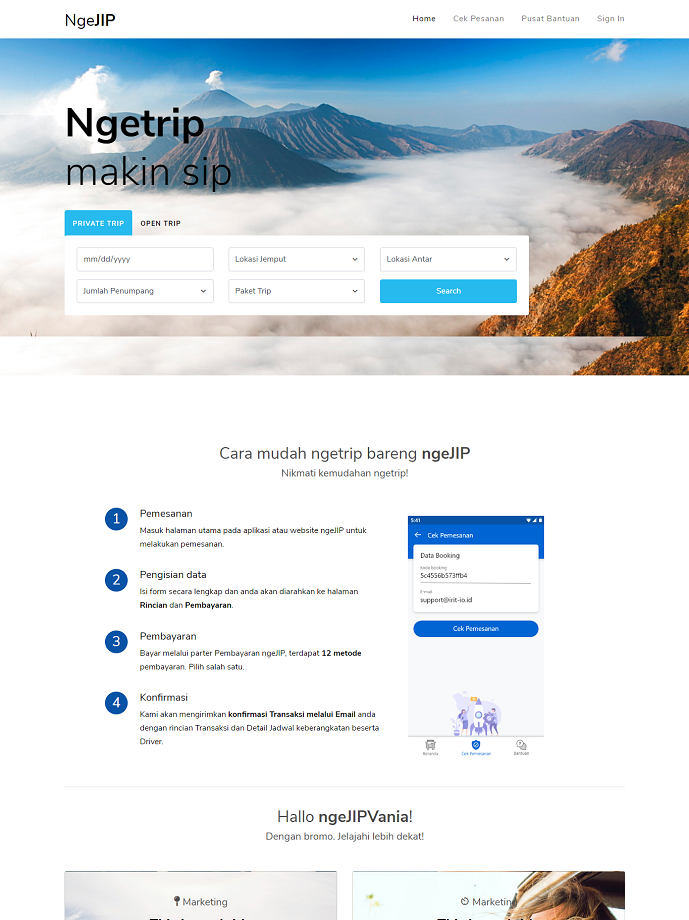 NgeJIP
Home Cek Pesanan Pusat Bantuan Sign In
Ngetrip
makin sip
PRIVATE TRIP OPEN TRIP
mm/dd/yyyy Lokasi Jemput Lokasi Antar
Jumlah Penumpang Paket Trip Search
Cara mudah ngetrip bareng ngeJIP
Nikmati kemudahan ngetrip!
1 Pemesanan
Masuk halaman utama pada aplikasi atau website ngeJIP untuk
melakukan pemesanan.
2 Pengisian data
Isi form secara lengkap dan anda akan diarahkan ke halaman
Rincian dan Pembayaran.
3 Pembayaran
Bayar melalui parter Pembayaran ngeJIP, terdapat 12 metode
pembayaran. Pilih salah satu.
4 Konfirmasi
Kami akan mengirimkan konfirmasi Transaksi melalui Email anda
dengan rincian Transaksi dan Detail Jadwal keberangkatan beserta
Driver.
5:41
Cek Pemesanan
Data Booking
Kode booking
5c4556b573ffb4
E-mail
support@irit-io.id
Cek Pemesanan
Beranda Cek Pemesanan Bantuan
Hallo ngeJIPVania!
Dengan bromo. Jelajahi lebih dekat!
Marketing
Marketing